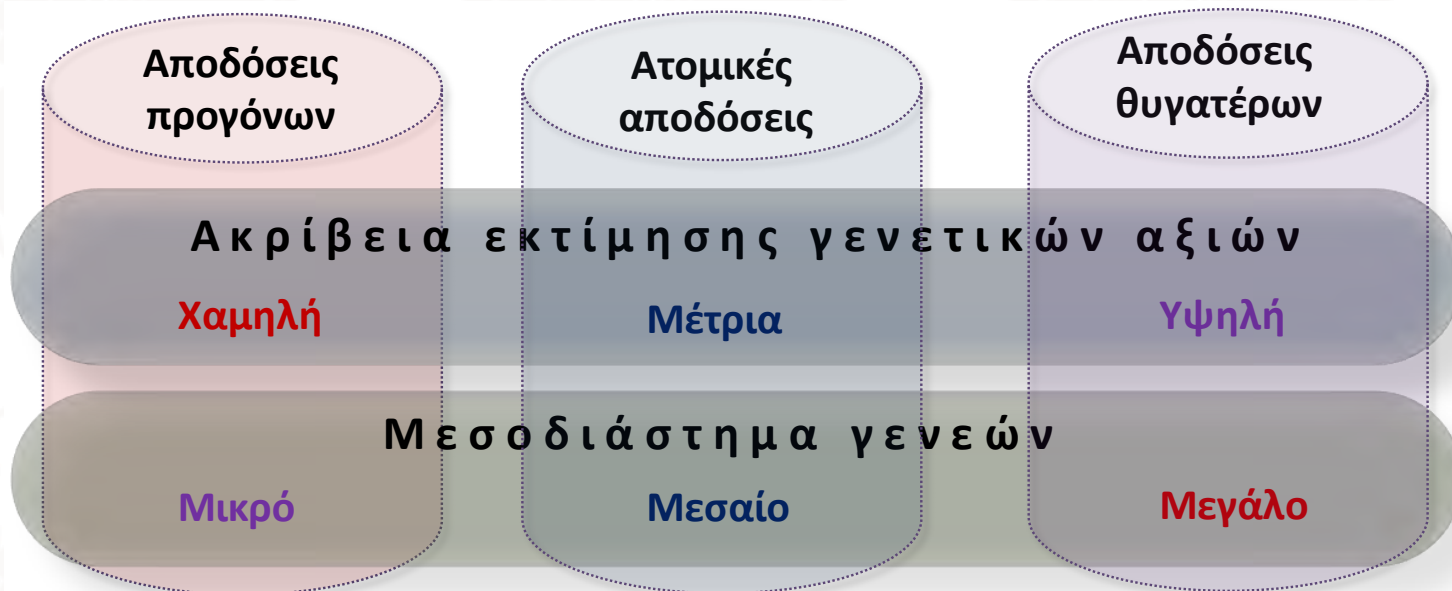 Αποδόσεις
προγόνων
Ατομικές
αποδόσεις
Αποδόσεις
θυγατέρων
Ακρίβεια εκτίμησης γενετικών αξιών
Χαμηλή Μέτρια Υψηλή
Μεσοδιάστημα γενεών
Μικρό Μεσαίο Μεγάλο